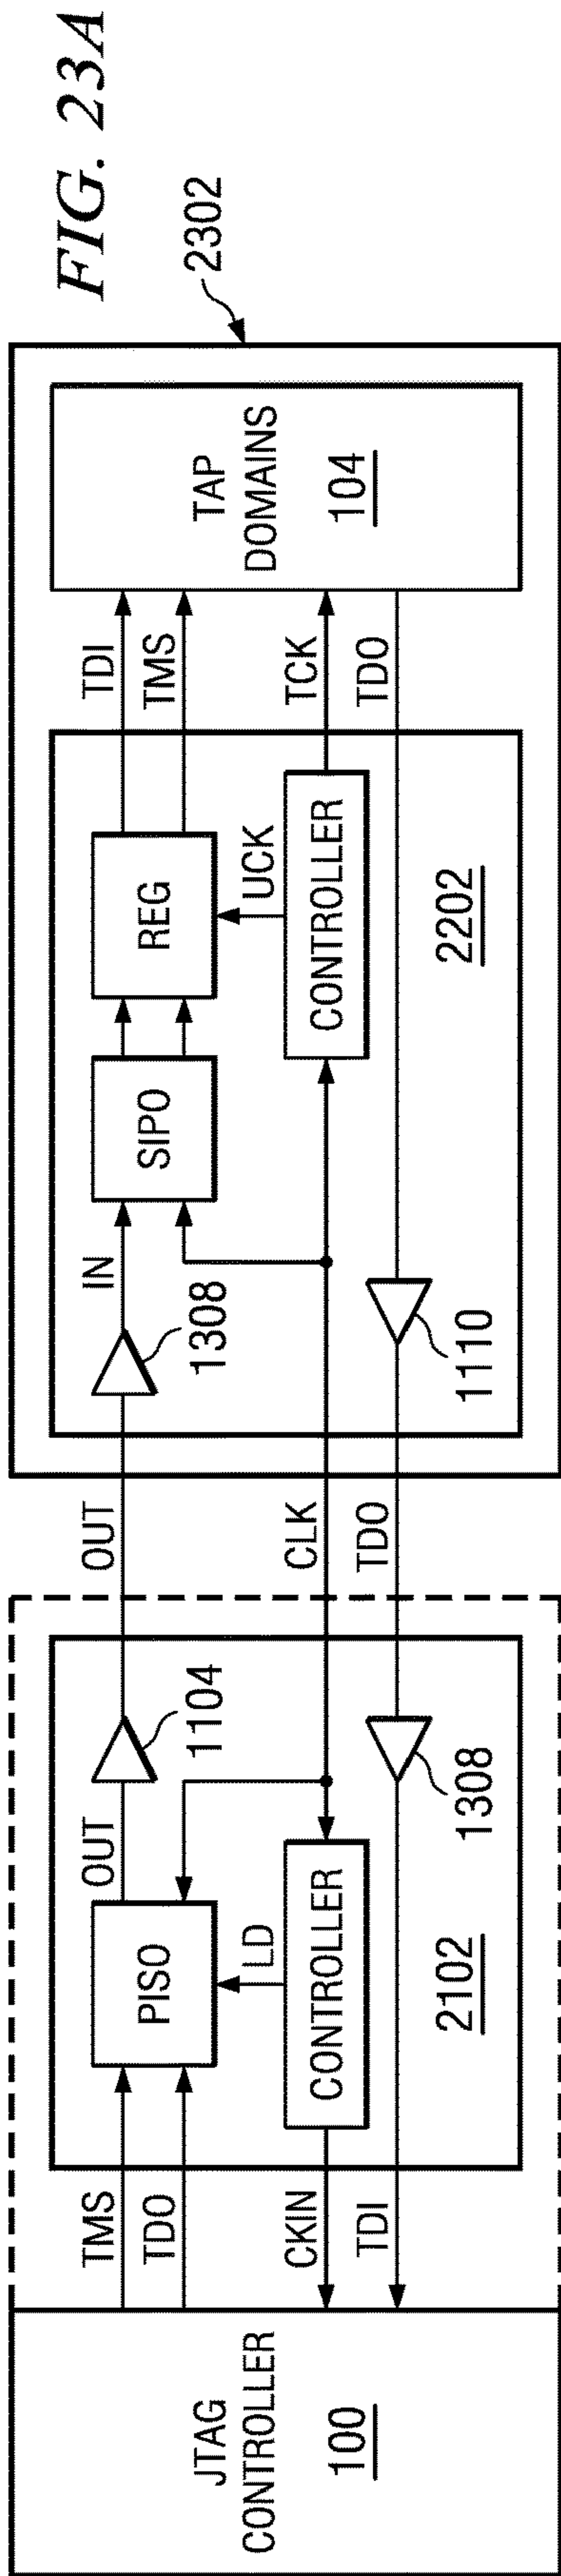 FIG. 23A
2302
JTAG
CONTROLLER
100
TMS
TDO
CKIN
TDI
PISO
LD
CONTROLLER
2102
OUT
1104
1308
OUT
CLK
TDO
IN
1308
SIPO
REG
UCK
CONTROLLER
2202
1110
TDI
TMS
TCK
TDO
TAP
DOMAINS
104